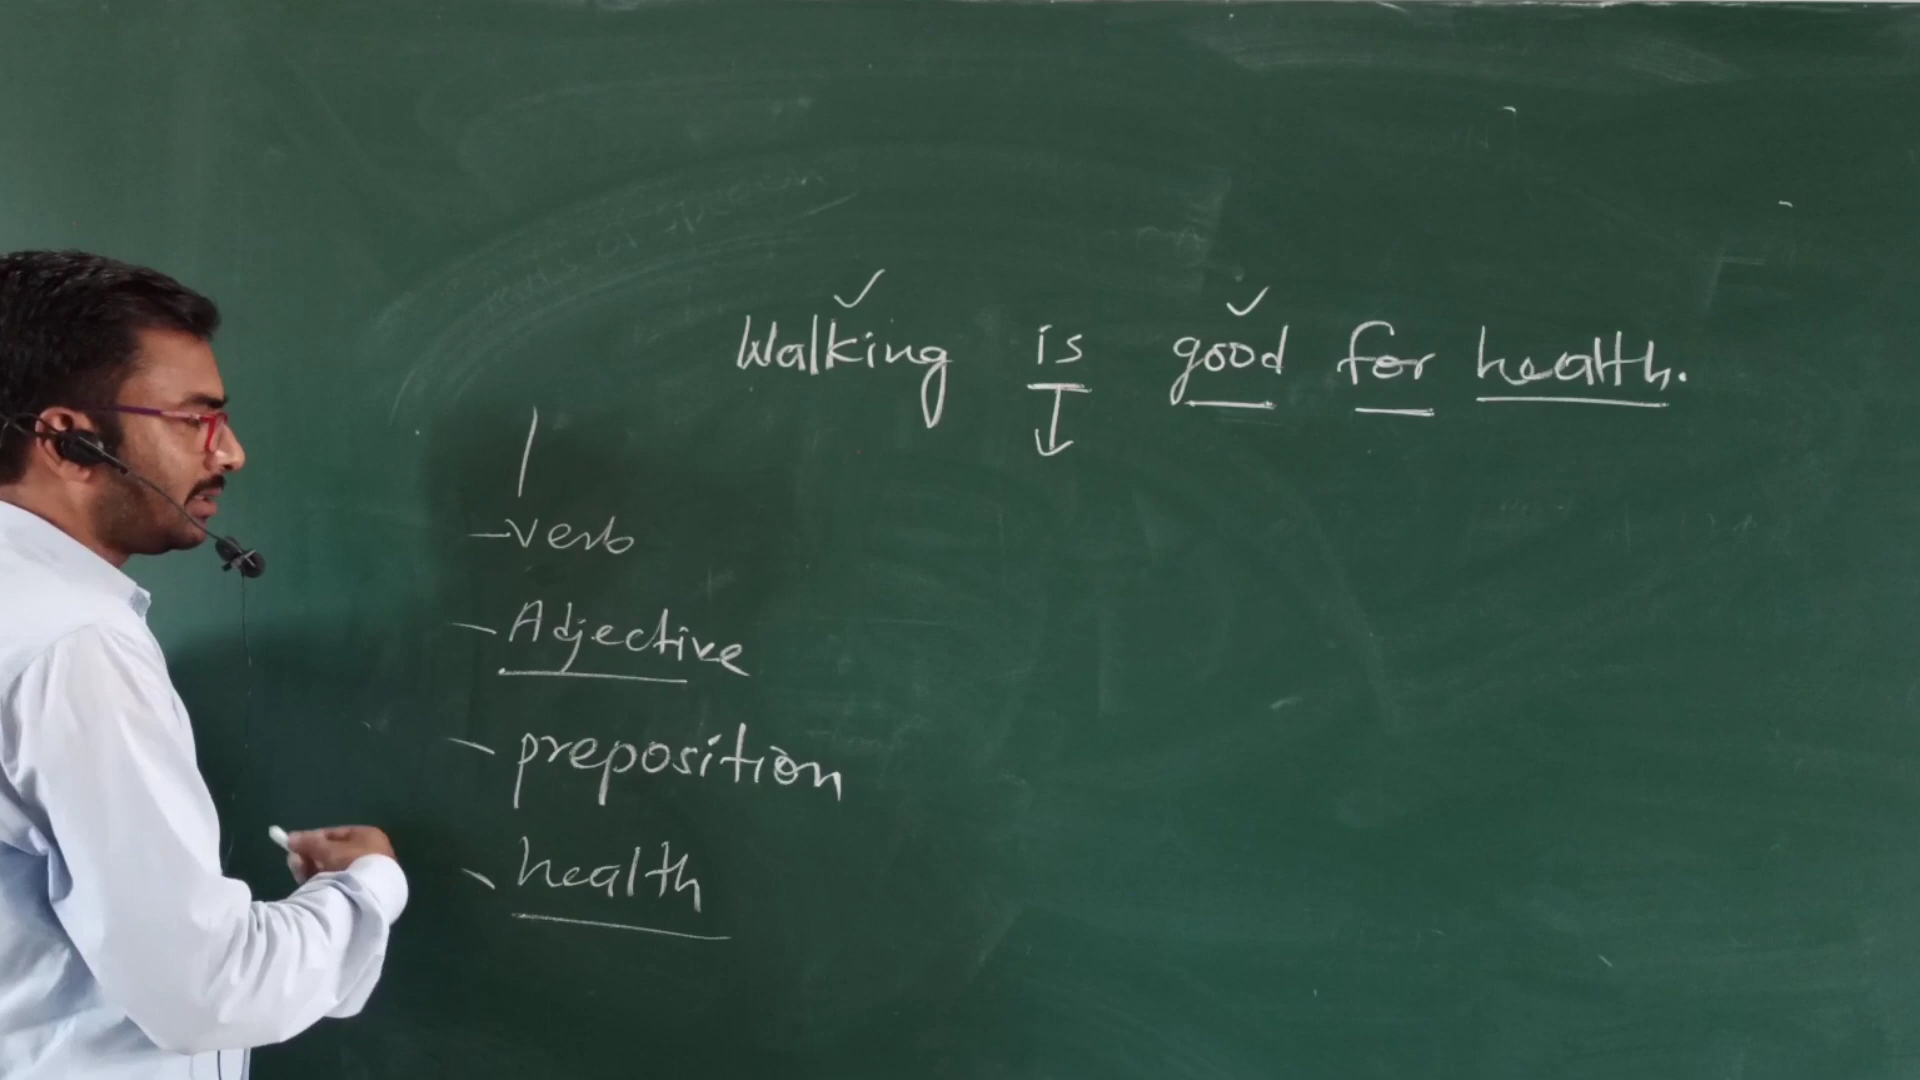 Walking is good for health.
- verb
- Adjective
- preposition
- health